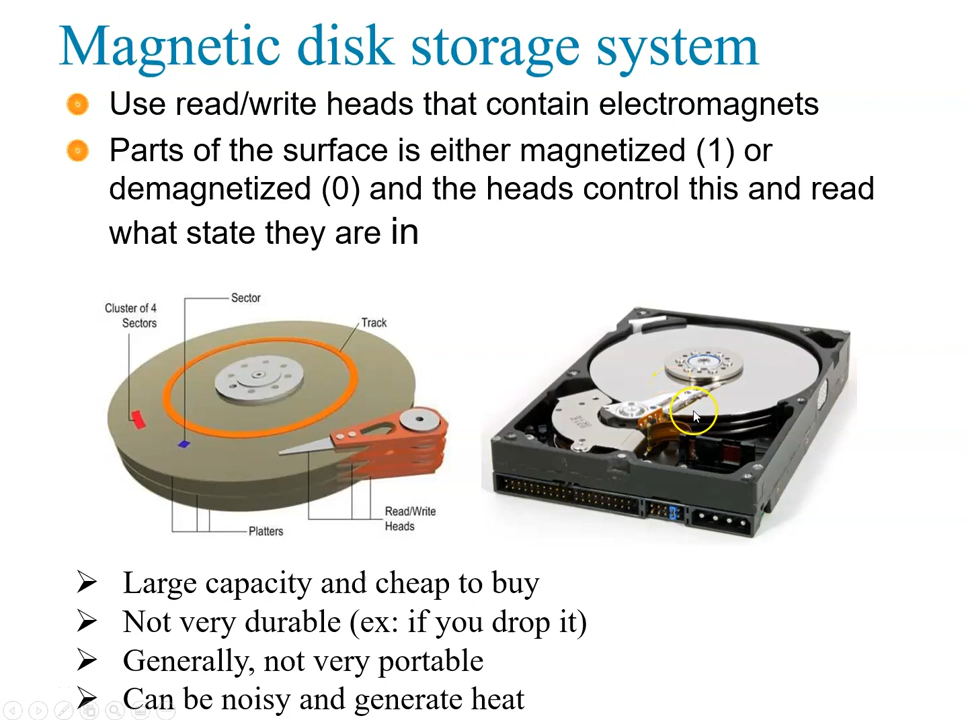 Magnetic disk storage system
Use read/write heads that contain electromagnets
Parts of the surface is either magnetized (1) or
demagnetized (0) and the heads control this and read
what state they are in
Sector
Cluster of 4
Sectors
Track
Read/Write
Heads
Platters
Large capacity and cheap to buy
Not very durable (ex: if you drop it)
Generally, not very portable
Can be noisy and generate heat